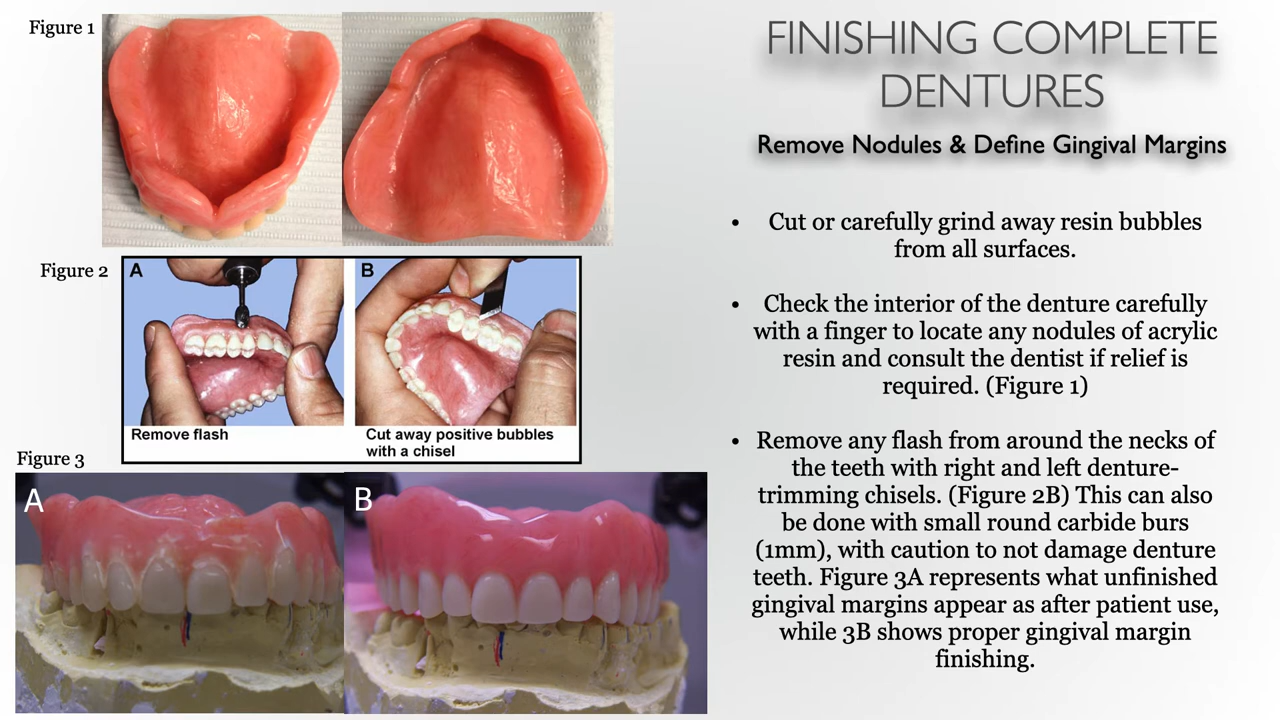 Figure 1
Figure 2
A
B
Remove flash
Cut away positive bubbles
with a chisel
Figure 3
A
B
FINISHING COMPLETE
DENTURES
Remove Nodules & Define Gingival Margins
• Cut or carefully grind away resin bubbles
from all surfaces.
• Check the interior of the denture carefully
with a finger to locate any nodules of acrylic
resin and consult the dentist if relief is
required. (Figure 1)
• Remove any flash from around the necks of
the teeth with right and left denture-
trimming chisels. (Figure 2B) This can also
be done with small round carbide burs
(1mm), with caution to not damage denture
teeth. Figure 3A represents what unfinished
gingival margins appear as after patient use,
while 3B shows proper gingival margin
finishing.